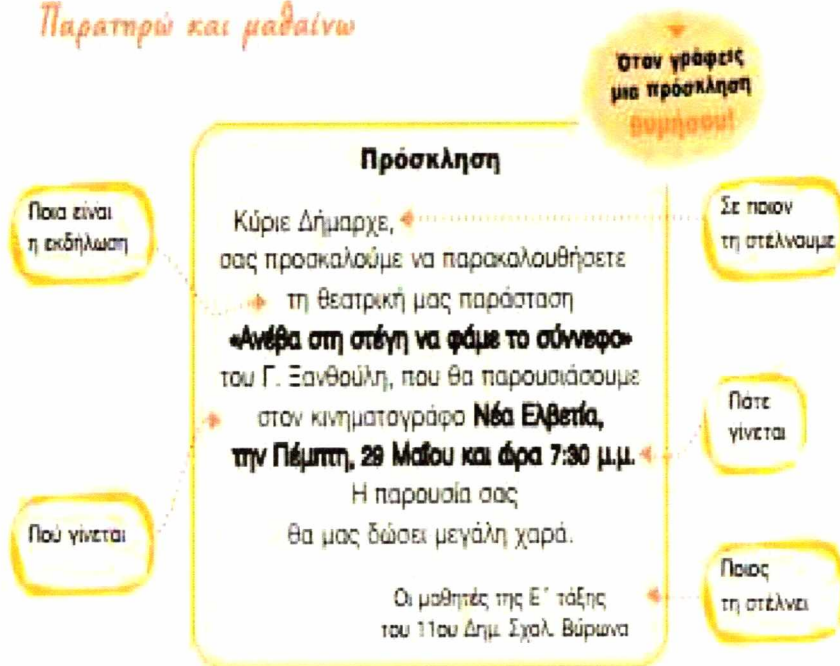 Παρατηρώ και μαθαίνω
Όταν γράφεις
μια πρόσκληση
θυμήσου!
Πρόσκληση
Ποια είναι
η εκδήλωση
Κύριε Δήμαρχε,
Σε ποιον
τη στέλνουμε
σας προσκαλούμε να παρακολουθήσετε
τη θεατρική μας παράσταση
«Ανέβα στη στέγη να φάμε το σύννεφο»
του Γ. Ξανθούλη, που θα παρουσιάσουμε
στον κινηματογράφο Νέα Ελβετία,
την Πέμπτη, 29 Μαΐου και ώρα 7:30 μ.μ.
Πότε
γίνεται
Η παρουσία σας
θα μας δώσει μεγάλη χαρά.
Πού γίνεται
Οι μαθητές της Ε΄ τάξης
του 11ου Δημ. Σχολ. Βύρωνα
Ποιος
τη στέλνει